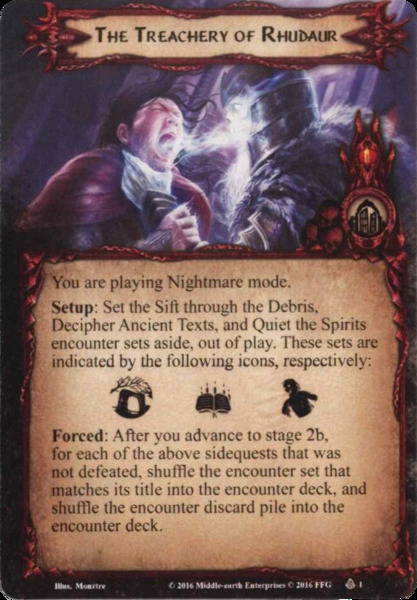 The Treachery of Rhudaur
You are playing Nightmare mode.
Setup: Set the Sift through the Debris,
Decipher Ancient Texts, and Quiet the Spirits
encounter sets aside, out of play. These sets are
indicated by the following icons, respectively:
Forced: After you advance to stage 2b,
for each of the above sidequests that was
not defeated, shuffle the encounter set that
matches its title into the encounter deck, and
shuffle the encounter discard pile into the
encounter deck.
Illus. Monztre
© 2016 Middle-earth Enterprises © 2016 FFG
1